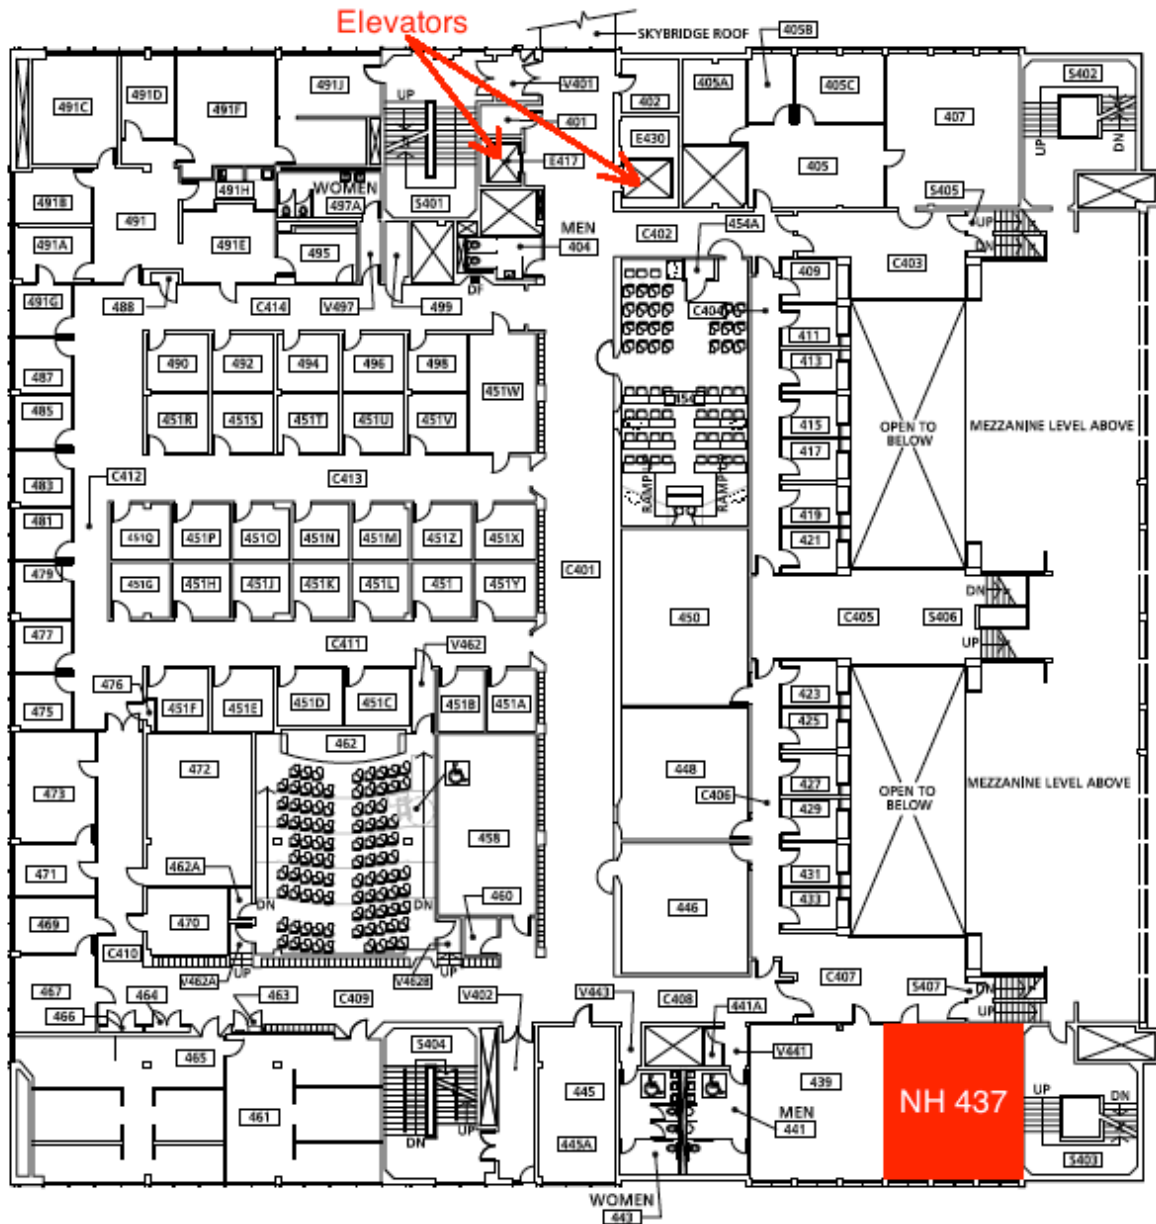 Elevators
SKYBRIDGE ROOF
405B
491C
491D
491F
491J
UP
V401
401
402
405A
405C
407
S402
UP
DN
E430
E417
405
491B
491
491H
WOMEN
497A
S401
S405
UP
DN
491A
491E
495
MEN
404
C402
454A
C403
DF
491G
488
C414
V497
499
409
C404
411
490
492
494
496
498
451W
413
487
485
451R
451S
451T
451U
451V
454
415
OPEN TO
BELOW
MEZZANINE LEVEL ABOVE
417
483
C412
C413
RAMP
RAMP
419
481
451Q
451P
451O
451N
451M
451Z
451X
421
479
451G
451H
451J
451K
451L
451
451Y
C401
DN
450
C405
S406
477
C411
V462
UP
476
475
451F
451E
451D
451C
451B
451A
423
425
462
472
448
473
C406
427
OPEN TO
BELOW
MEZZANINE LEVEL ABOVE
429
458
471
462A
431
460
DN
DN
433
469
470
446
C410
V462A
UP
V462B
UP
467
464
463
C409
V402
V443
C408
441A
C407
S407
DN
UP
466
465
S404
V441
445
439
NH 437
UP
DN
461
MEN
441
DN
UP
445A
S403
WOMEN
443